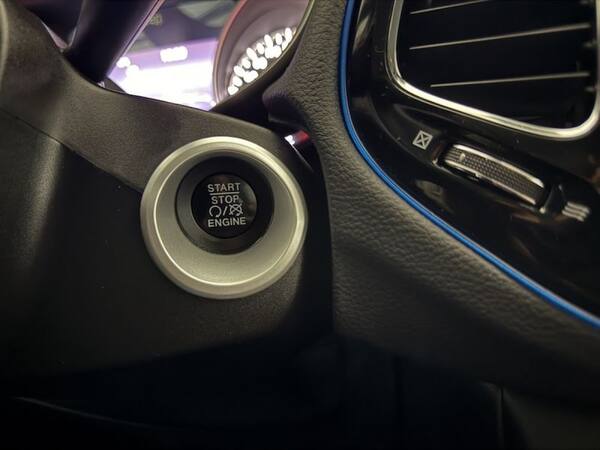 START
STOP
/
ENGINE